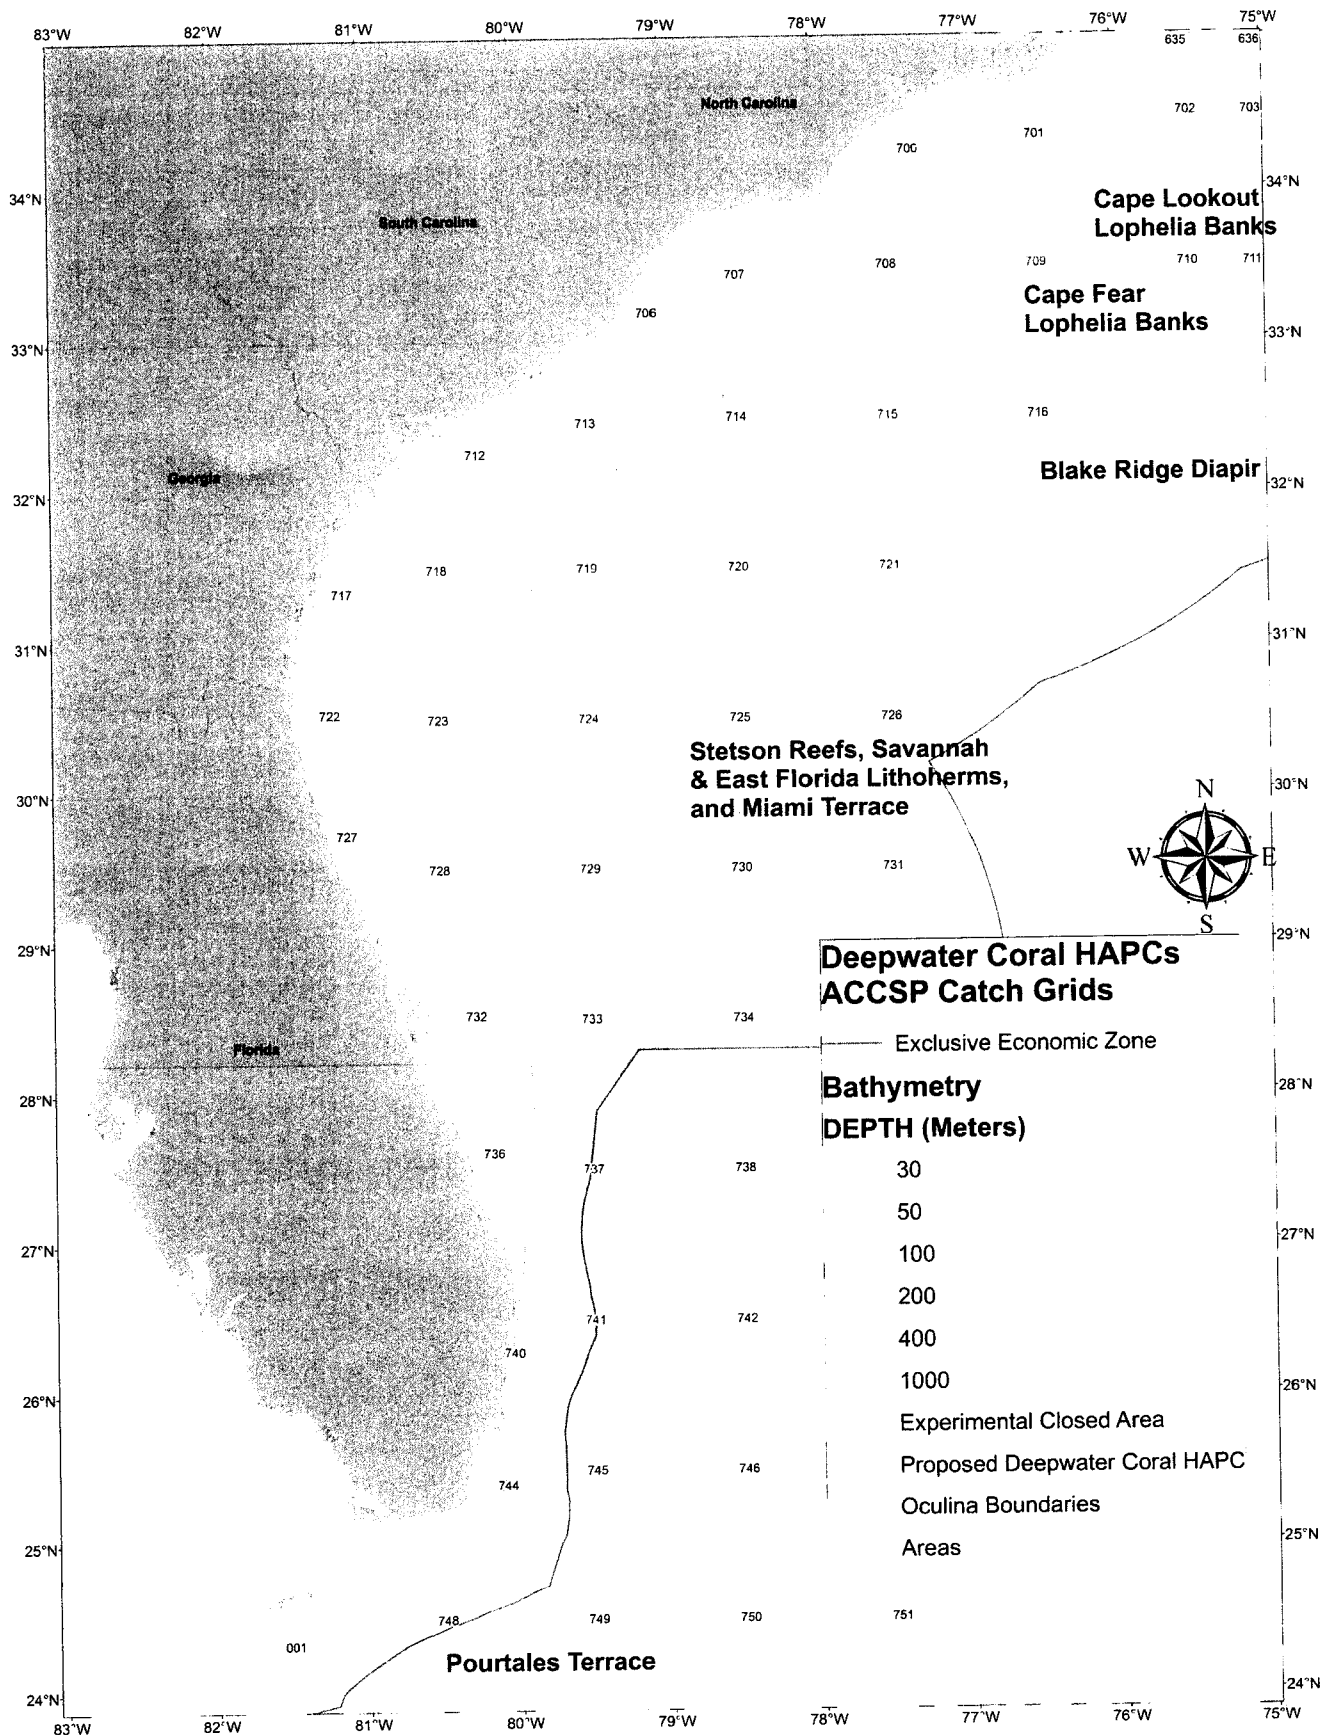 83°W 82°W 81°W 80°W 79°W 78°W 77°W 76°W 75°W
635 636
North Carolina
702 703
701
700
34°N 34°N
Cape Lookout
Lophelia Banks
South Carolina
707 708 709 710 711
706
Cape Fear
Lophelia Banks
33°N 33°N
712 713 714 715 716
Georgia
Blake Ridge Diapir
32°N 32°N
717 718 719 720 721
31°N 31°N
722 723 724 725 726
Stetson Reefs, Savannah
& East Florida Lithoherms,
and Miami Terrace
30°N 30°N
N
W E
S
727 728 729 730 731
29°N 29°N
Deepwater Coral HAPCs
ACCSP Catch Grids
732 733 734
Exclusive Economic Zone
Florida
28°N 28°N
Bathymetry
DEPTH (Meters)
30
50
100
200
400
1000
Experimental Closed Area
Proposed Deepwater Coral HAPC
Oculina Boundaries
Areas
736 737 738
27°N 27°N
740 741 742
26°N 26°N
744 745 746
25°N 25°N
748 749 750 751
001
Pourtales Terrace
24°N 24°N
83°W 82°W 81°W 80°W 79°W 78°W 77°W 76°W 75°W